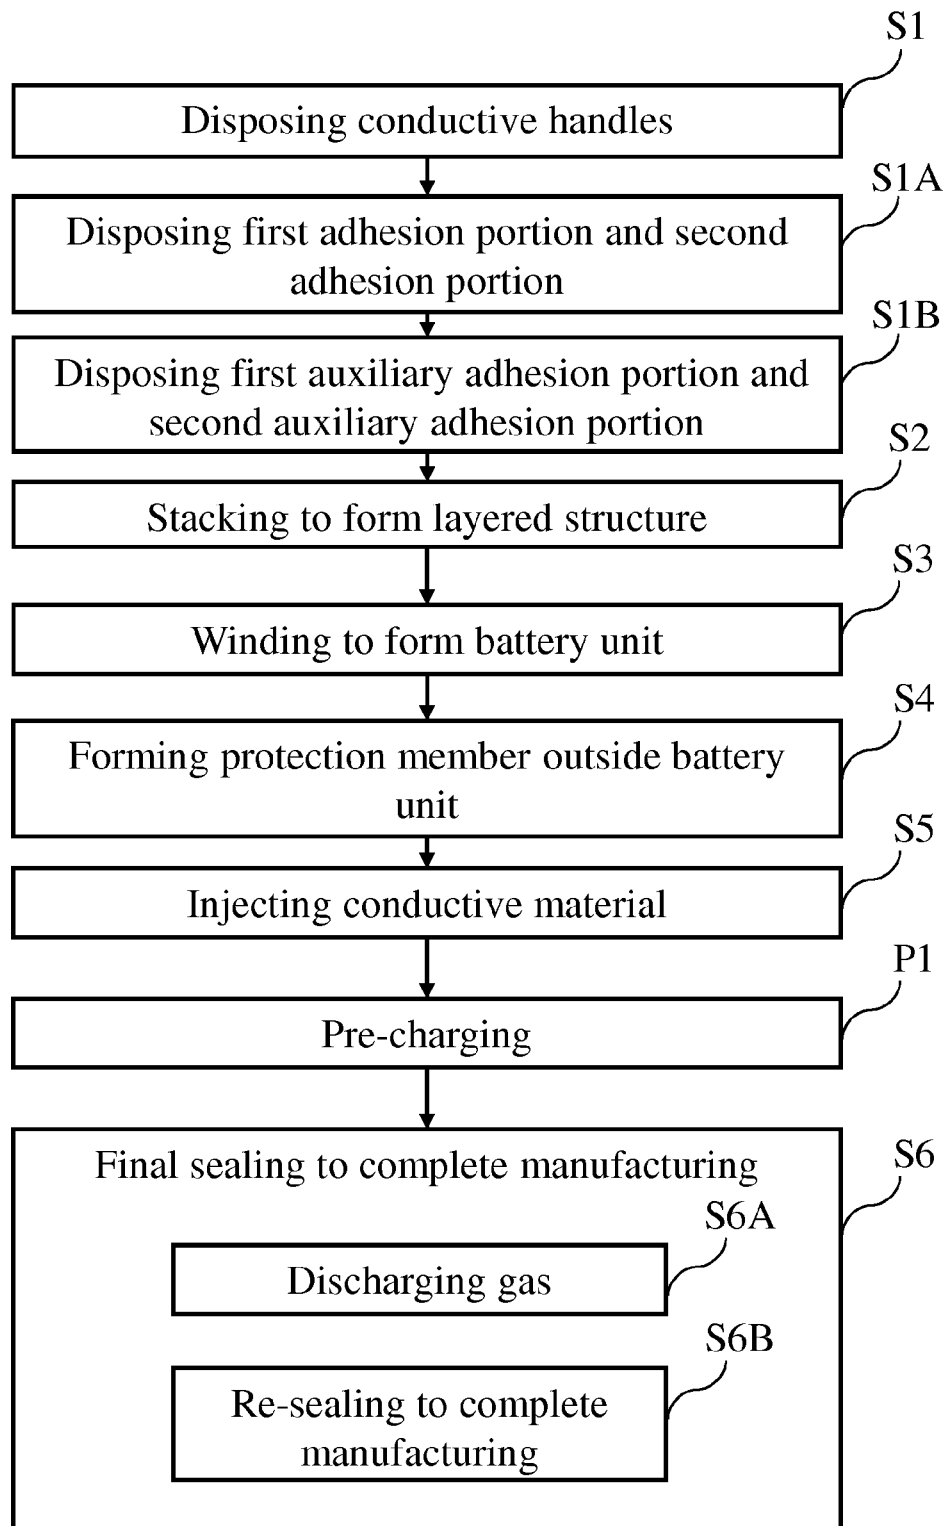 S1
Disposing conductive handles
S1A
Disposing first adhesion portion and second
adhesion portion
S1B
Disposing first auxiliary adhesion portion and
second auxiliary adhesion portion
S2
Stacking to form layered structure
S3
Winding to form battery unit
S4
Forming protection member outside battery
unit
S5
Injecting conductive material
P1
Pre-charging
S6
Final sealing to complete manufacturing
S6A
Discharging gas
S6B
Re-sealing to complete
manufacturing